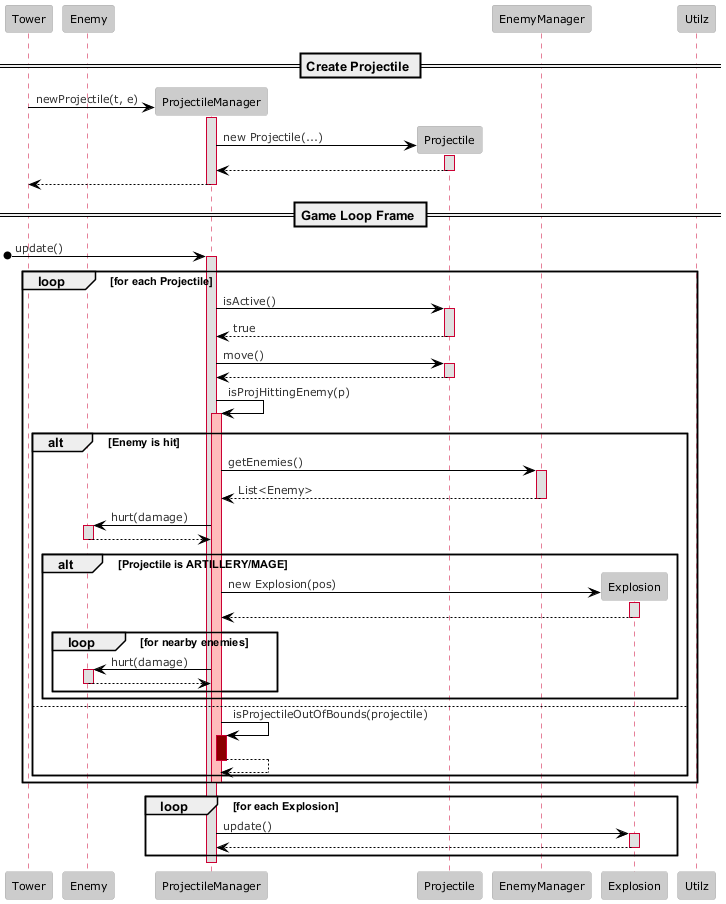 Tower Enemy EnemyManager Utilz
Create Projectile
newProjectile(t, e) ProjectileManager
new Projectile(...) Projectile
Game Loop Frame
update()
loop [for each Projectile]
isActive()
true
move()
isProjHittingEnemy(p)
alt [Enemy is hit]
getEnemies()
List<Enemy>
hurt(damage)
alt [Projectile is ARTILLERY/MAGE]
new Explosion(pos) Explosion
loop [for nearby enemies]
hurt(damage)
isProjectileOutOfBounds(projectile)
loop [for each Explosion]
update()
Tower Enemy ProjectileManager Projectile EnemyManager Explosion Utilz